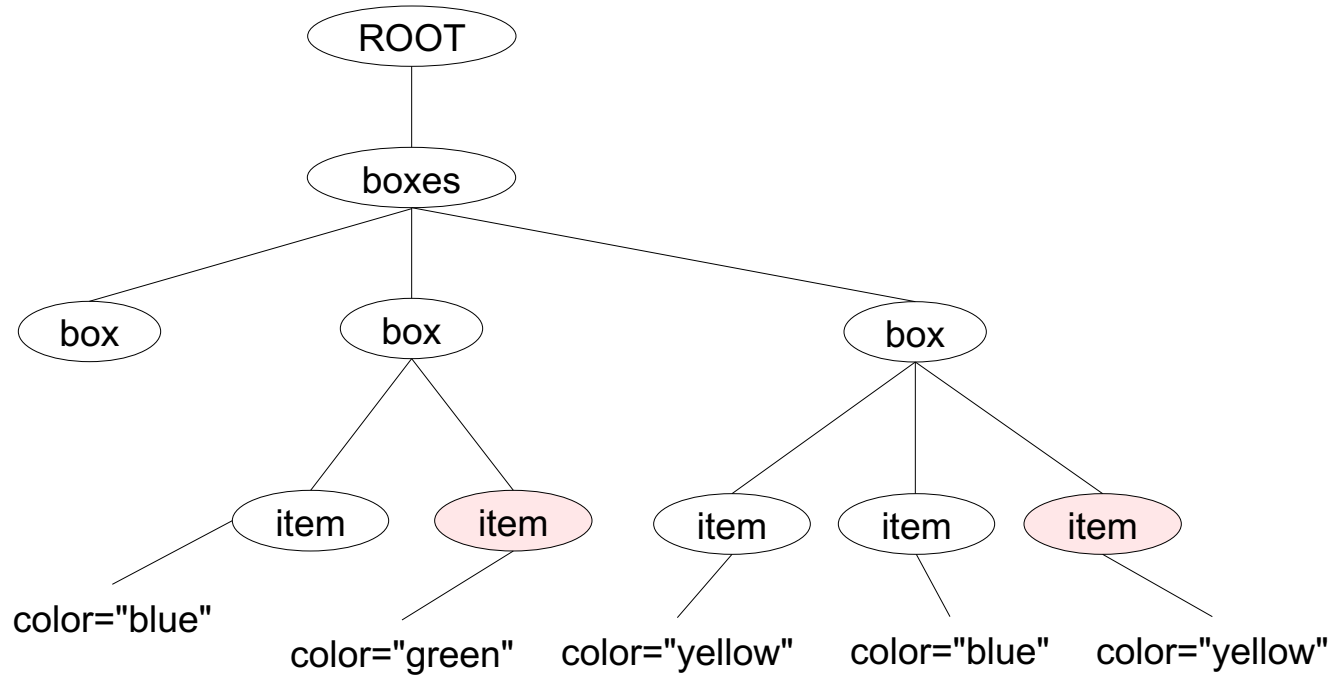 ROOT
boxes
box
box
box
item
item
item
item
item
color="blue"
color="green"
color="yellow"
color="blue"
color="yellow"